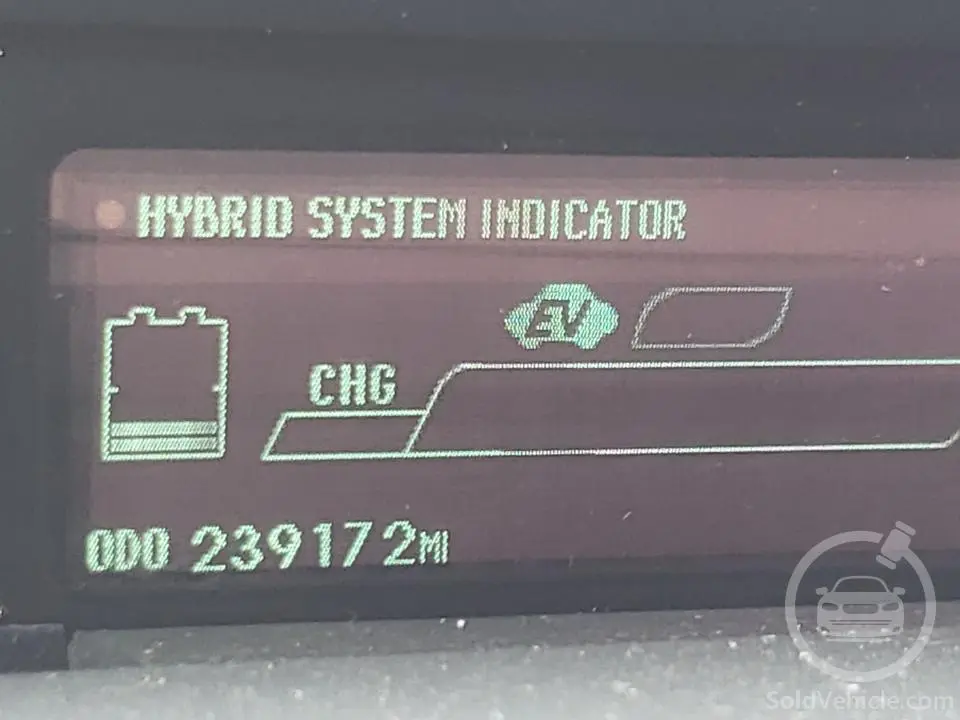 HYBRID SYSTEM INDICATOR
EV
CHG
ODO 239172MI
SoldVehicle.com